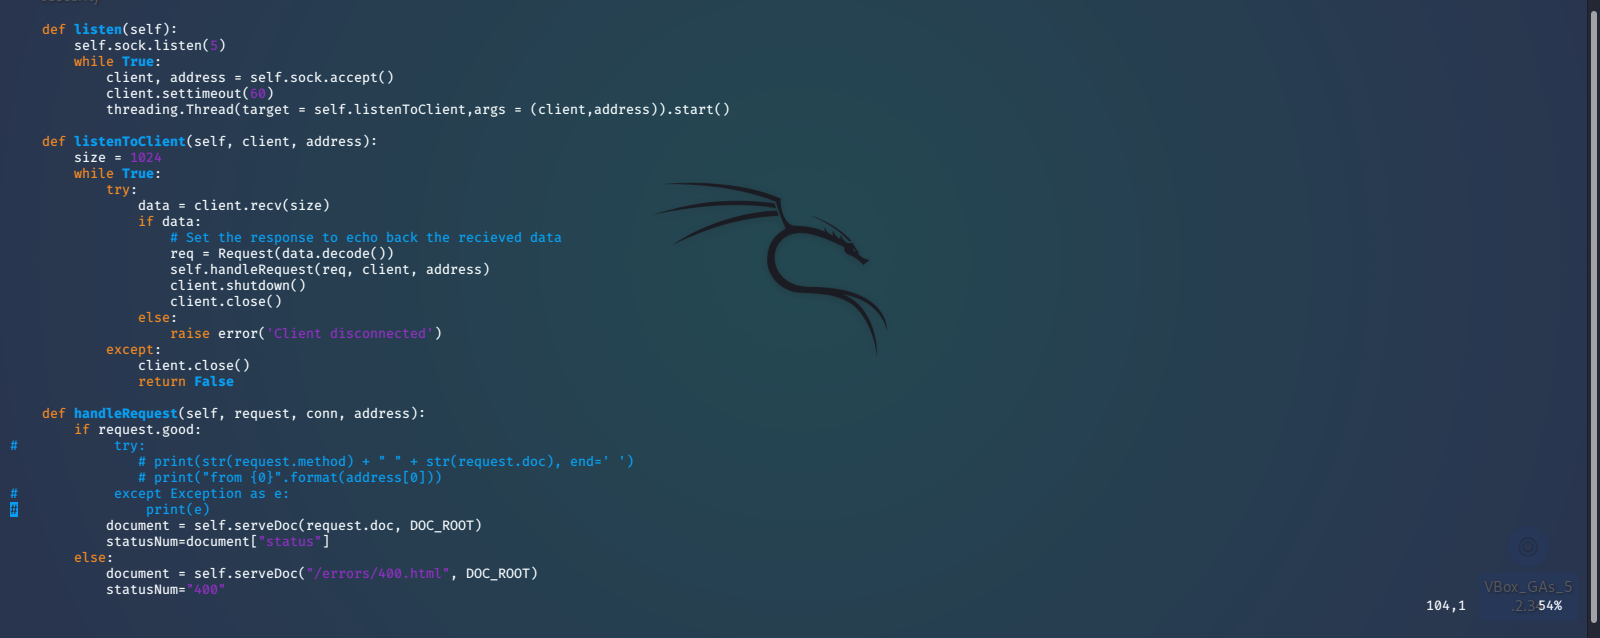 def listen(self):
    self.sock.listen(5)
    while True:
        client, address = self.sock.accept()
        client.settimeout(60)
        threading.Thread(target = self.listenToClient,args = (client,address)).start()

def listenToClient(self, client, address):
    size = 1024
    while True:
        try:
            data = client.recv(size)
            if data:
                # Set the response to echo back the recieved data
                req = Request(data.decode())
                self.handleRequest(req, client, address)
                client.shutdown()
                client.close()
            else:
                raise error('Client disconnected')
        except:
            client.close()
            return False

def handleRequest(self, request, conn, address):
    if request.good:
#            try:
                # print(str(request.method) + " " + str(request.doc), end=' ')
                # print("from {0}".format(address[0]))
#            except Exception as e:
#                print(e)
        document = self.serveDoc(request.doc, DOC_ROOT)
        statusNum=document["status"]
    else:
        document = self.serveDoc("/errors/400.html", DOC_ROOT)
        statusNum="400"
VBox_GAs_5
104,1 54%